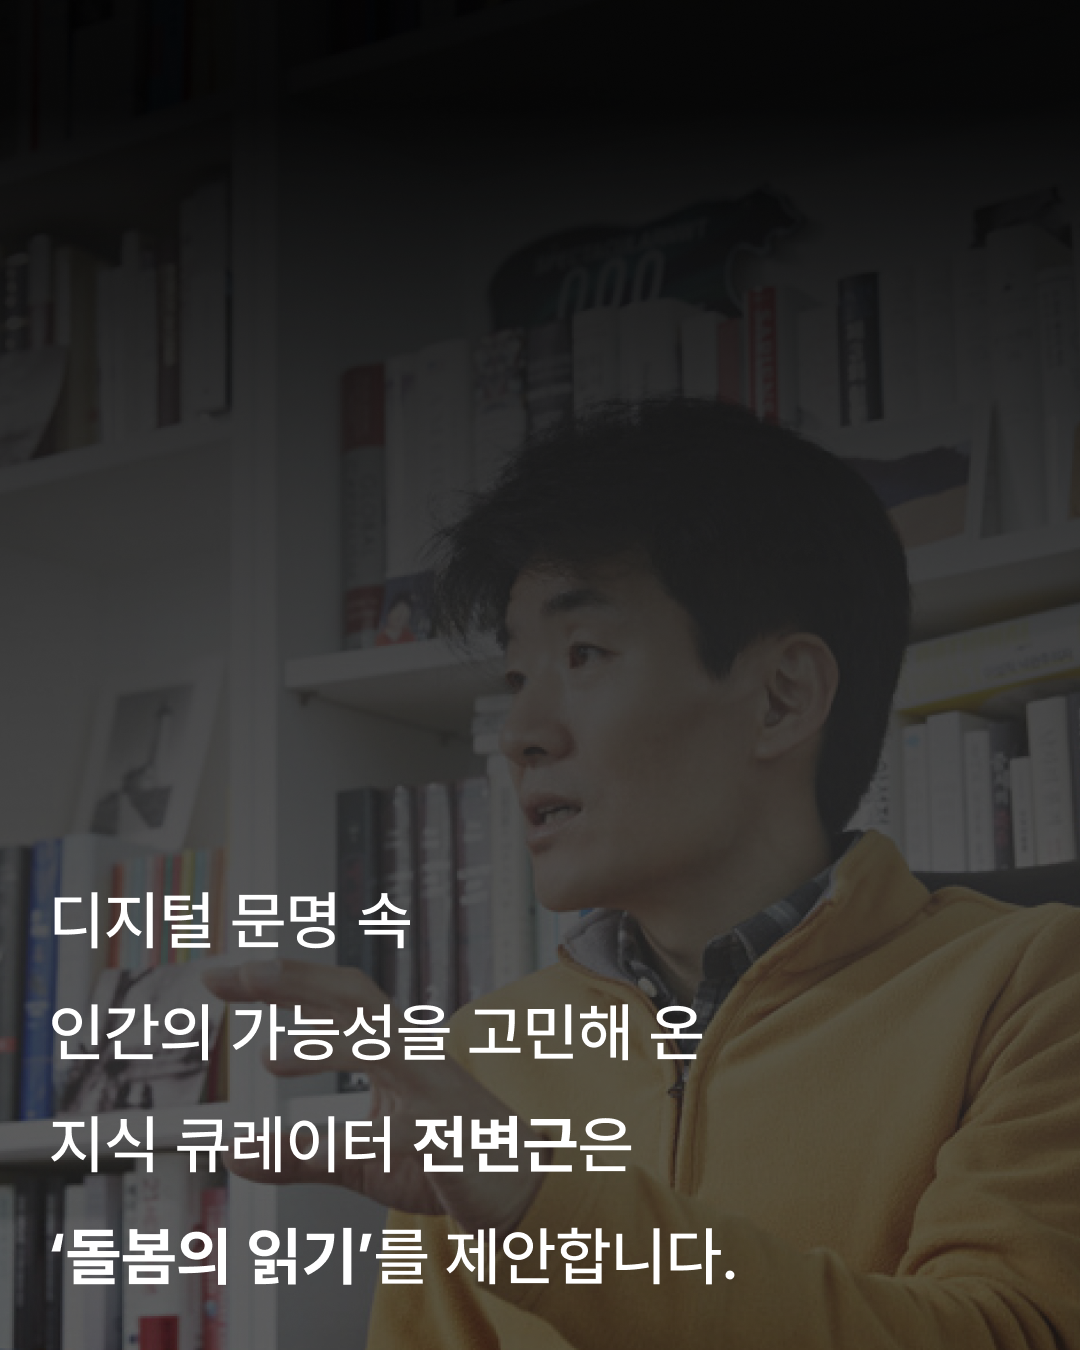 디지털 문명 속
인간의 가능성을 고민해 온
지식 큐레이터 전변근은
‘돌봄의 읽기’를 제안합니다.